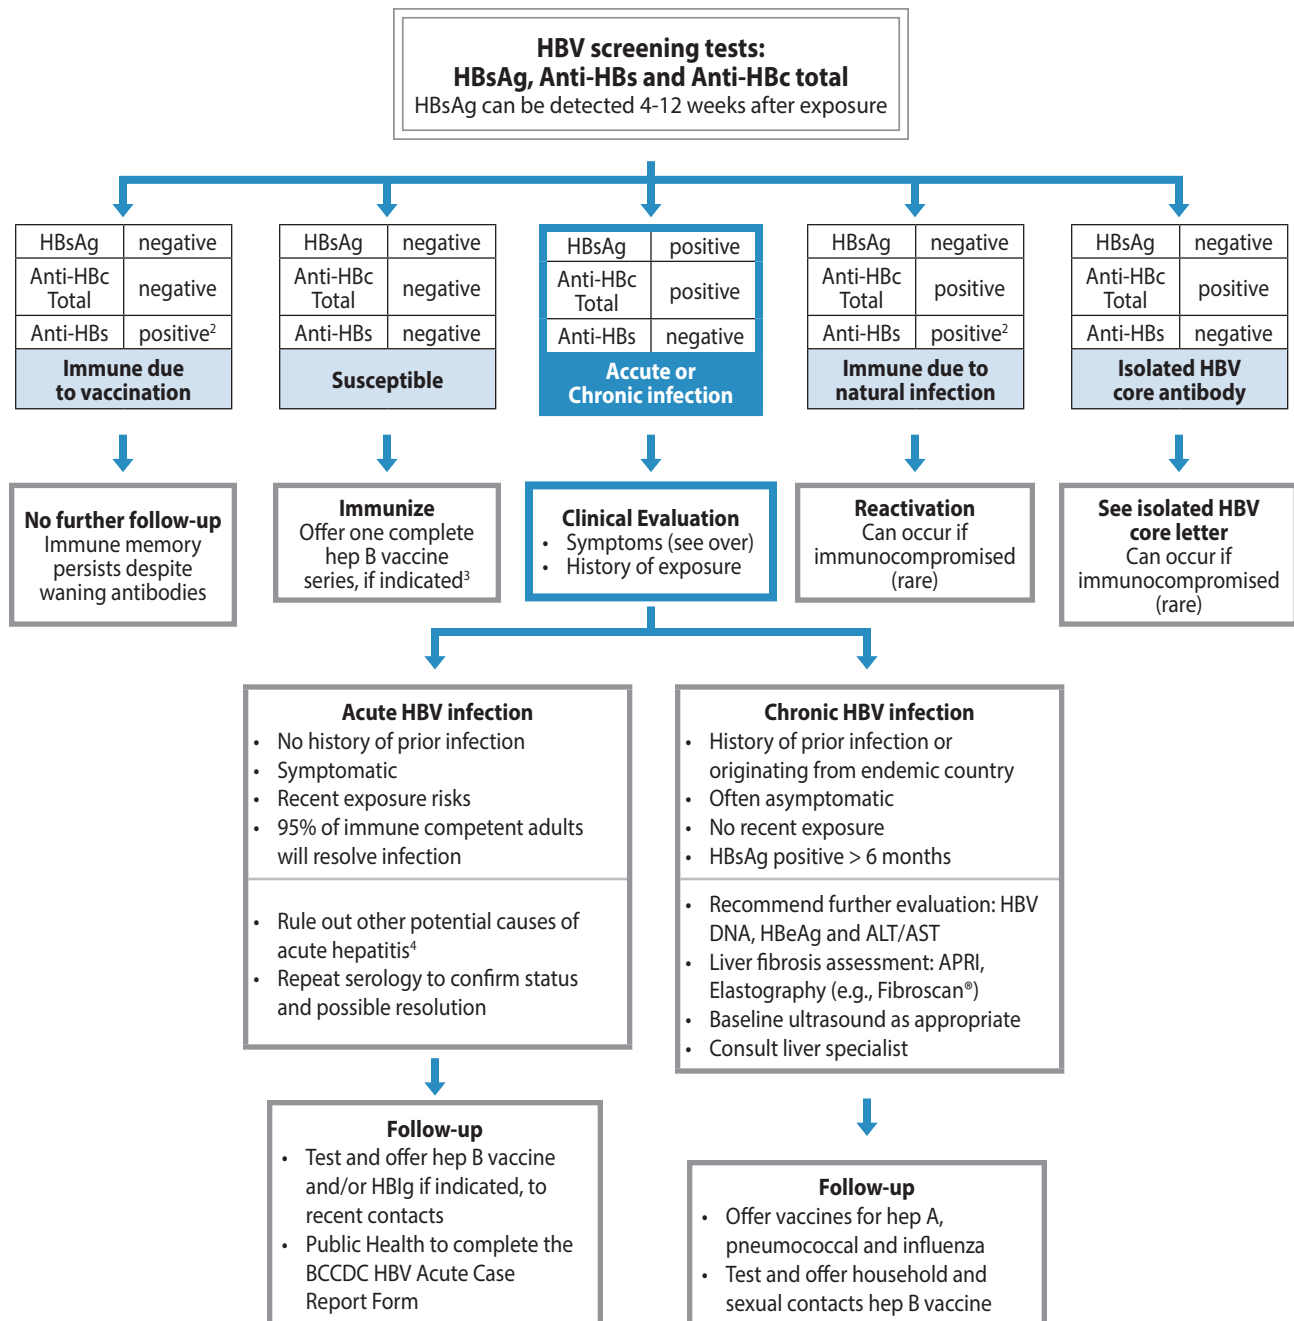 HBV screening tests:
HBsAg, Anti-HBs and Anti-HBc total
HBsAg can be detected 4-12 weeks after exposure
HBsAg negative
Anti-HBc
Total negative
Anti-HBs positive²
Immune due
to vaccination
HBsAg negative
Anti-HBc
Total negative
Anti-HBs negative
Susceptible
HBsAg positive
Anti-HBc
Total positive
Anti-HBs negative
Accute or
Chronic infection
HBsAg negative
Anti-HBc
Total positive
Anti-HBs positive²
Immune due to
natural infection
HBsAg negative
Anti-HBc
Total positive
Anti-HBs negative
Isolated HBV
core antibody
No further follow-up
Immune memory
persists despite
waning antibodies
Immunize
Offer one complete
hep B vaccine
series, if indicated³
Clinical Evaluation
• Symptoms (see over)
• History of exposure
Reactivation
Can occur if
immunocompromised
(rare)
See isolated HBV
core letter
Can occur if
immunocompromised
(rare)
Acute HBV infection
• No history of prior infection
• Symptomatic
• Recent exposure risks
• 95% of immune competent adults
will resolve infection
• Rule out other potential causes of
acute hepatitis⁴
• Repeat serology to confirm status
and possible resolution
Chronic HBV infection
• History of prior infection or
originating from endemic country
• Often asymptomatic
• No recent exposure
• HBsAg positive > 6 months
• Recommend further evaluation: HBV
DNA, HBeAg and ALT/AST
• Liver fibrosis assessment: APRI,
Elastography (e.g., Fibroscan®)
• Baseline ultrasound as appropriate
• Consult liver specialist
Follow-up
• Test and offer hep B vaccine
and/or HBIg if indicated, to
recent contacts
• Public Health to complete the
BCCDC HBV Acute Case
Report Form
Follow-up
• Offer vaccines for hep A,
pneumococcal and influenza
• Test and offer household and
sexual contacts hep B vaccine